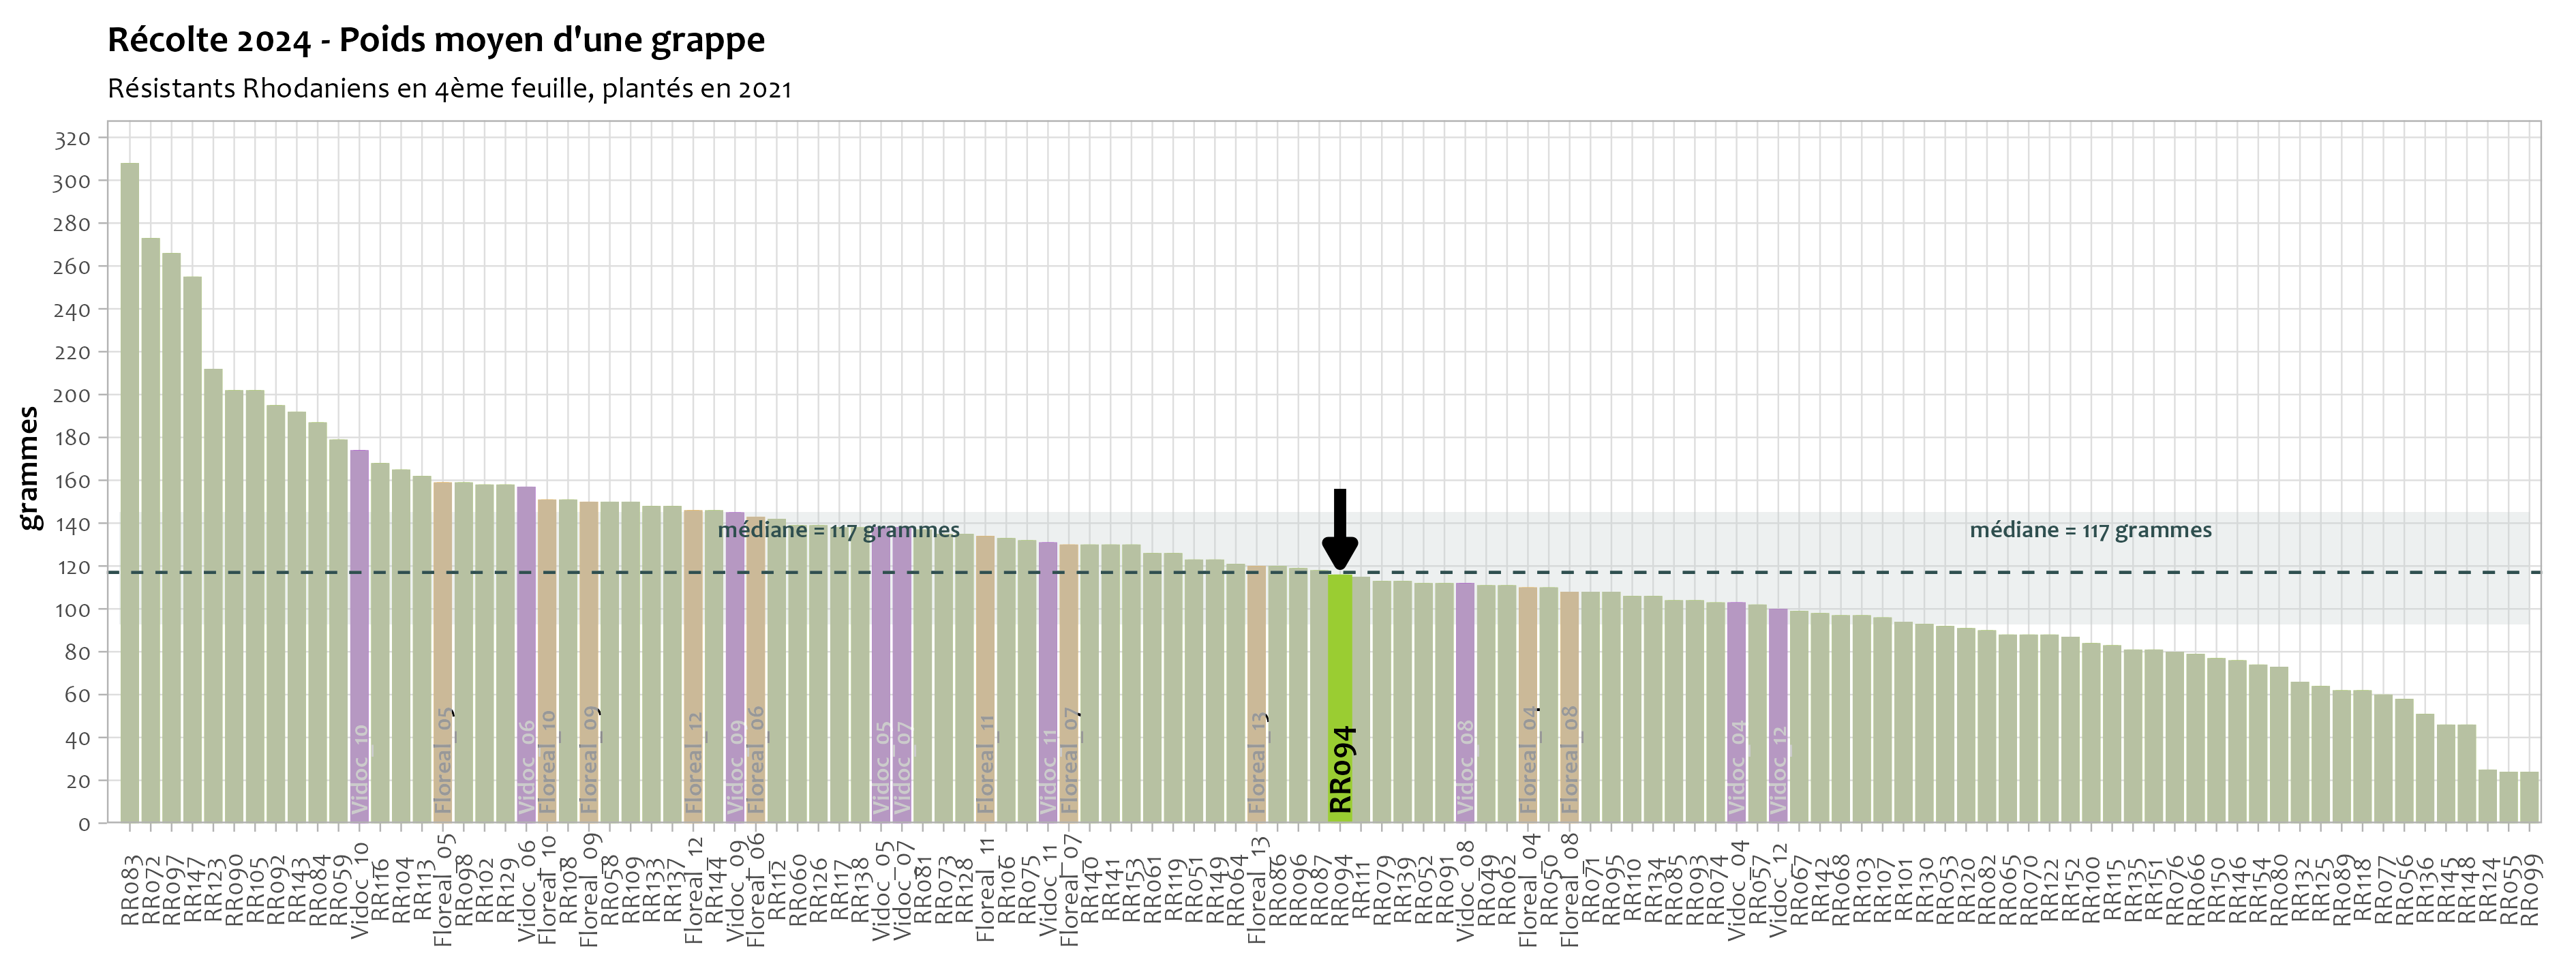 Récolte 2024 - Poids moyen d'une grappe
Résistants Rhodaniens en 4ème feuille, plantés en 2021
grammes
320
300
280
260
240
220
200
180
160
140
120
100
80
60
40
20
0
médiane = 117 grammes
médiane = 117 grammes
Vidoc_10
Floreal_05
Vidoc_06
Floreal_10
Floreal_09
Floreal_12
Vidoc_09
Floreal_06
Vidoc_05
Vidoc_07
Floreal_11
Vidoc_11
Floreal_07
Floreal_13
RR094
Vidoc_08
Floreal_04
Floreal_08
Vidoc_04
Vidoc_12
RR083
RR072
RR097
RR147
RR123
RR090
RR105
RR092
RR143
RR084
RR059
Vidoc_10
RR116
RR104
RR113
Floreal_05
RR098
RR102
RR129
Vidoc_06
Floreal_10
RR108
Floreal_09
RR058
RR109
RR133
RR137
Floreal_12
RR144
Vidoc_09
Floreal_06
RR112
RR060
RR126
RR117
RR138
Vidoc_05
Vidoc_07
RR081
RR073
RR128
Floreal_11
RR106
RR075
Vidoc_11
Floreal_07
RR140
RR141
RR153
RR061
RR119
RR051
RR149
RR064
Floreal_13
RR086
RR096
RR087
RR094
RR111
RR079
RR139
RR052
RR091
Vidoc_08
RR049
RR062
Floreal_04
RR050
Floreal_08
RR071
RR095
RR110
RR134
RR085
RR093
RR074
Vidoc_04
RR057
Vidoc_12
RR067
RR142
RR068
RR103
RR107
RR101
RR130
RR053
RR120
RR082
RR065
RR070
RR122
RR152
RR100
RR115
RR135
RR151
RR076
RR066
RR150
RR146
RR154
RR080
RR132
RR125
RR089
RR118
RR077
RR056
RR136
RR145
RR148
RR124
RR055
RR099